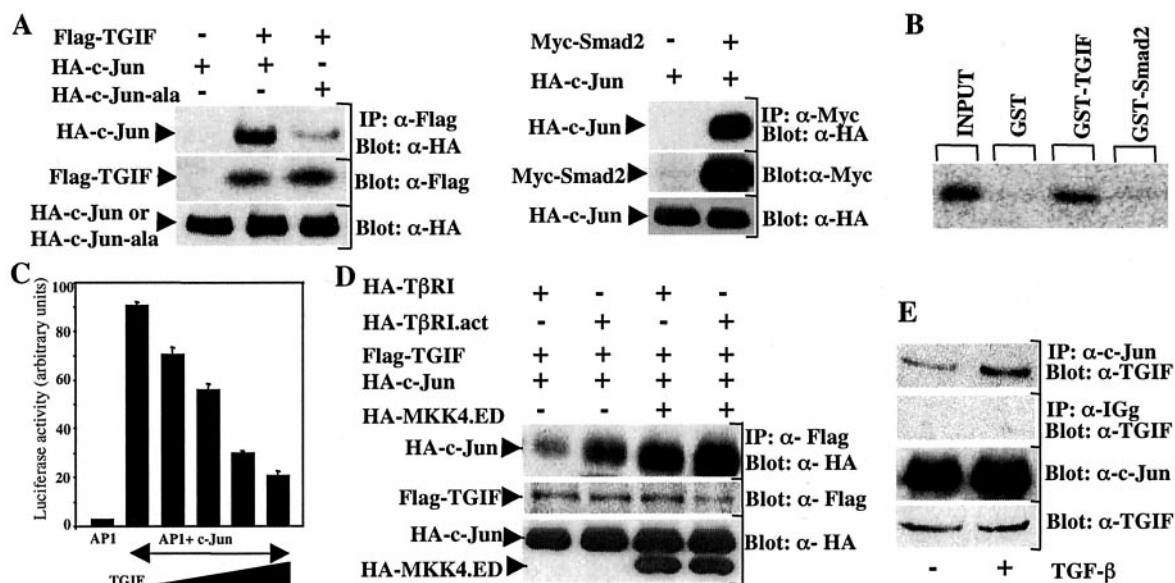 A
Flag-TGIF - + +
HA-c-Jun + + -
HA-c-Jun-ala - - +
HA-c-Jun
IP: α-Flag
Blot: α-HA
Flag-TGIF
Blot: α-Flag
HA-c-Jun or
HA-c-Jun-ala
Blot: α-HA
Myc-Smad2 - +
HA-c-Jun + +
HA-c-Jun
IP: α-Myc
Blot: α-HA
Myc-Smad2
Blot:α-Myc
HA-c-Jun
Blot: α-HA
B
INPUT
GST
GST-TGIF
GST-Smad2
C
Luciferase activity (arbitrary units)
100
80
60
40
20
0
AP1
AP1+ c-Jun
TGIF
D
HA-TβRI + - + -
HA-TβRI.act - + - +
Flag-TGIF + + + +
HA-c-Jun + + + +
HA-MKK4.ED - - + +
HA-c-Jun
IP: α- Flag
Blot: α- HA
Flag-TGIF
Blot: α- Flag
HA-c-Jun
Blot: α- HA
HA-MKK4.ED
E
IP: α-c-Jun
Blot: α-TGIF
IP: α-IGg
Blot: α-TGIF
Blot: α-c-Jun
Blot: α-TGIF
- + TGF-β